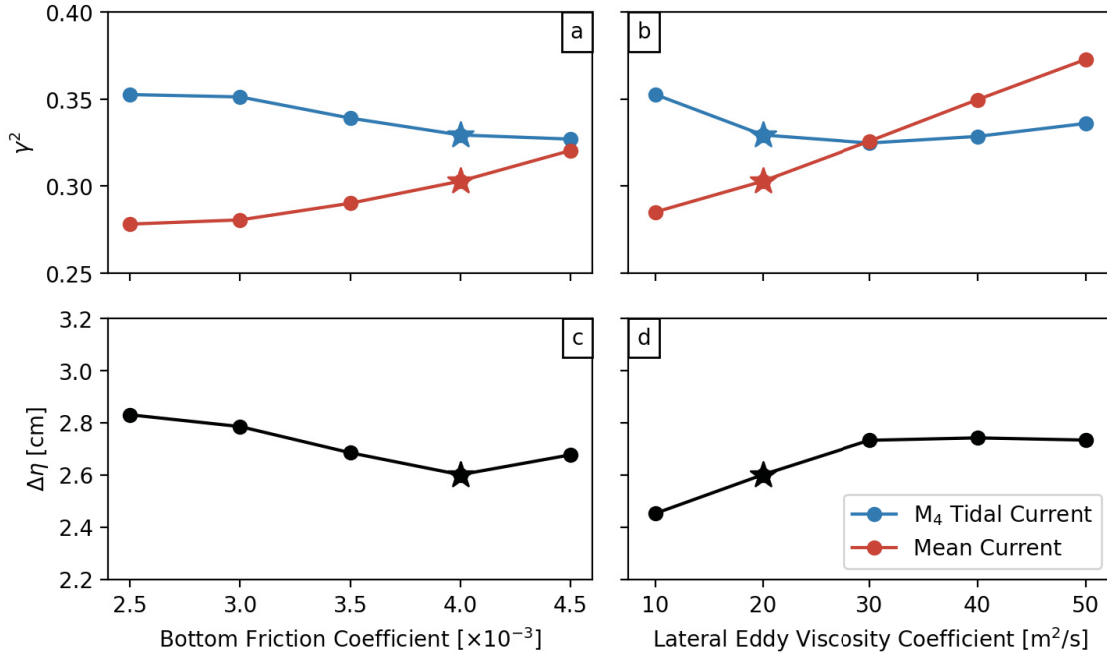 0.40
0.35
0.30
0.25
γ²
a
b
3.2
3.0
2.8
2.6
2.4
2.2
Δη [cm]
c
d
M₄ Tidal Current
Mean Current
2.5 3.0 3.5 4.0 4.5
10 20 30 40 50
Bottom Friction Coefficient [×10⁻³]
Lateral Eddy Viscosity Coefficient [m²/s]